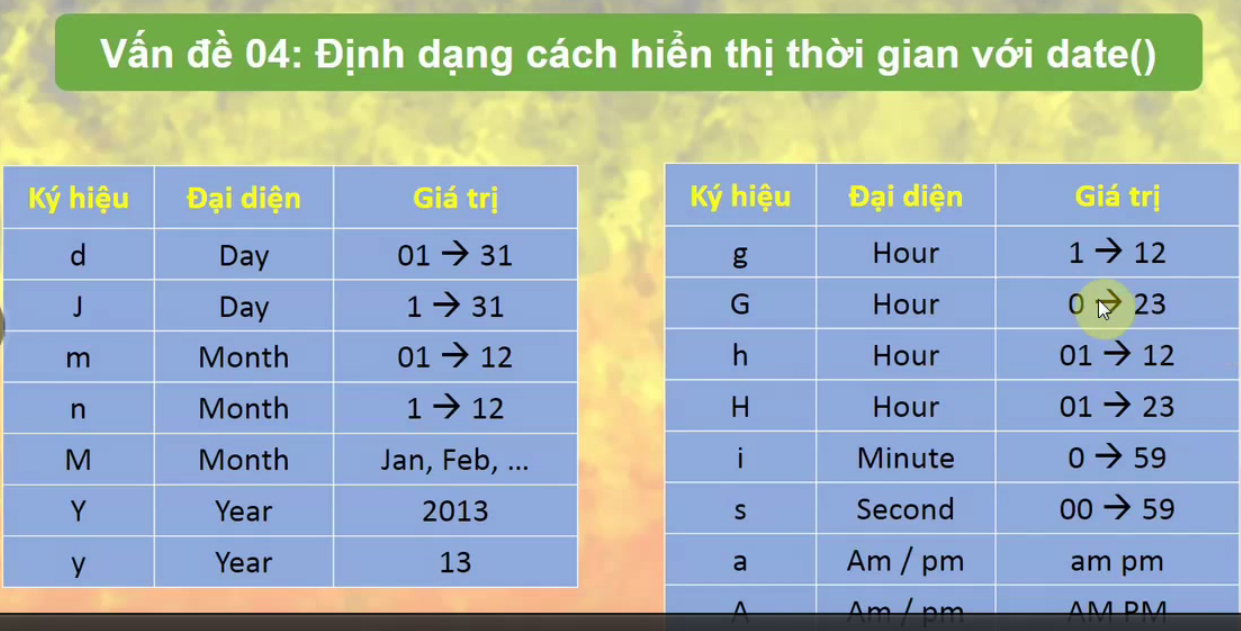 Vấn đề 04: Định dạng cách hiển thị thời gian với date()
Ký hiệu Đại diện Giá trị
d Day 01 → 31
J Day 1 → 31
m Month 01 → 12
n Month 1 → 12
M Month Jan, Feb, ...
Y Year 2013
y Year 13
Ký hiệu Đại diện Giá trị
g Hour 1 → 12
G Hour 0 → 23
h Hour 01 → 12
H Hour 01 → 23
i Minute 0 → 59
s Second 00 → 59
a Am / pm am pm
A Am / pm AM PM